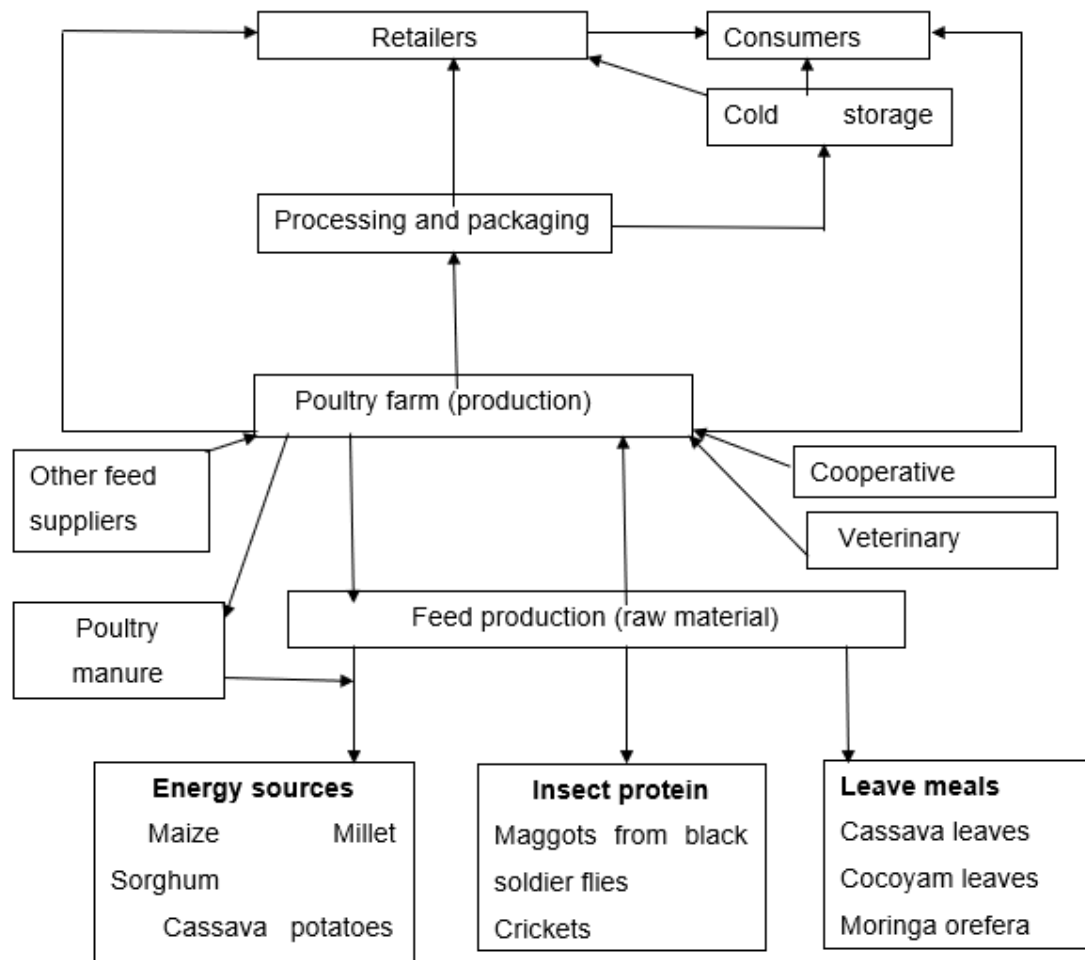 Retailers
Consumers
Cold storage
Processing and packaging
Poultry farm (production)
Other feed
suppliers
Cooperative
Veterinary
Feed production (raw material)
Poultry
manure
Energy sources
Maize Millet
Sorghum
Cassava potatoes
Insect protein
Maggots from black
soldier flies
Crickets
Leave meals
Cassava leaves
Cocoyam leaves
Moringa orefera